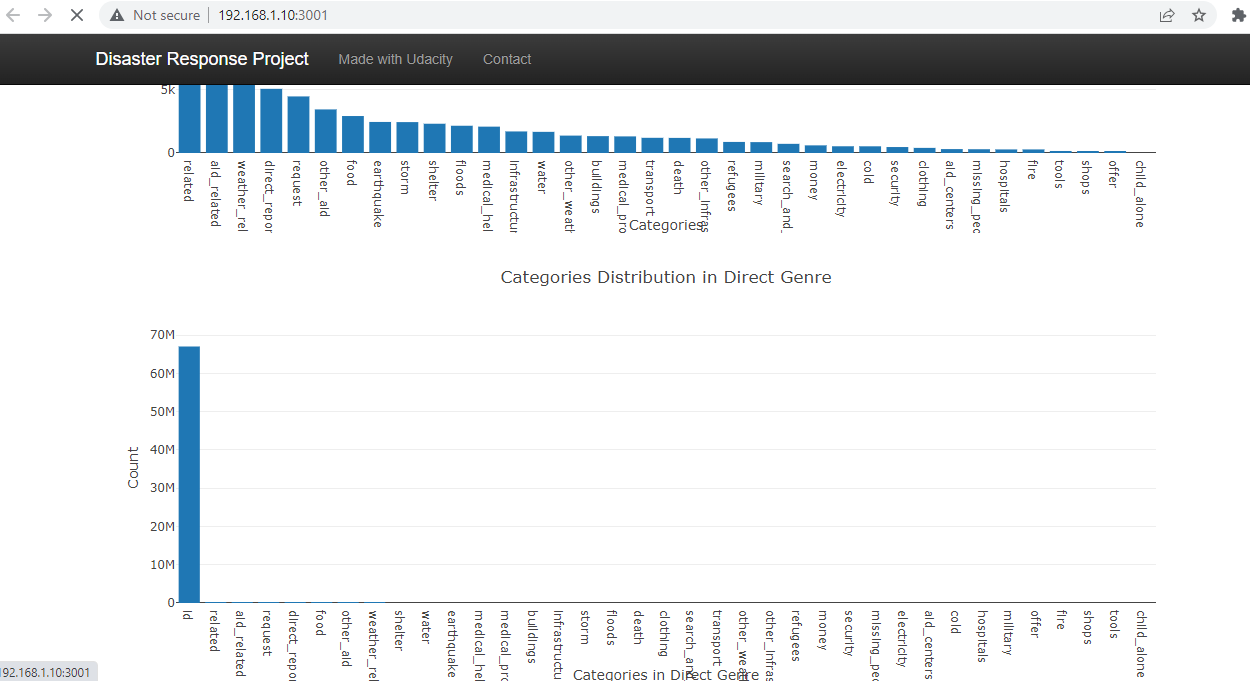 Not secure 192.168.1.10:3001
Disaster Response Project Made with Udacity Contact
5k
0
related
aid_related
weather_rel
direct_repor
request
other_aid
food
earthquake
storm
shelter
floods
medical_hel
infrastructur
water
other_weath
buildings
medical_pro
transport
death
other_infras
refugees
military
search_and_
money
electricity
cold
security
clothing
aid_centers
missing_peo
hospitals
fire
tools
shops
offer
child_alone
Categories
Categories Distribution in Direct Genre
70M
60M
50M
40M
30M
20M
10M
0
Count
id
related
aid_related
request
direct_repor
food
other_aid
weather_rel
shelter
water
earthquake
medical_hel
medical_pro
buildings
infrastructu
storm
floods
death
clothing
search_and
transport
other_weat
other_infras
refugees
money
security
missing_peo
electricity
aid_centers
cold
hospitals
military
offer
fire
shops
tools
child_alone
Categories in Direct Genre
192.168.1.10:3001